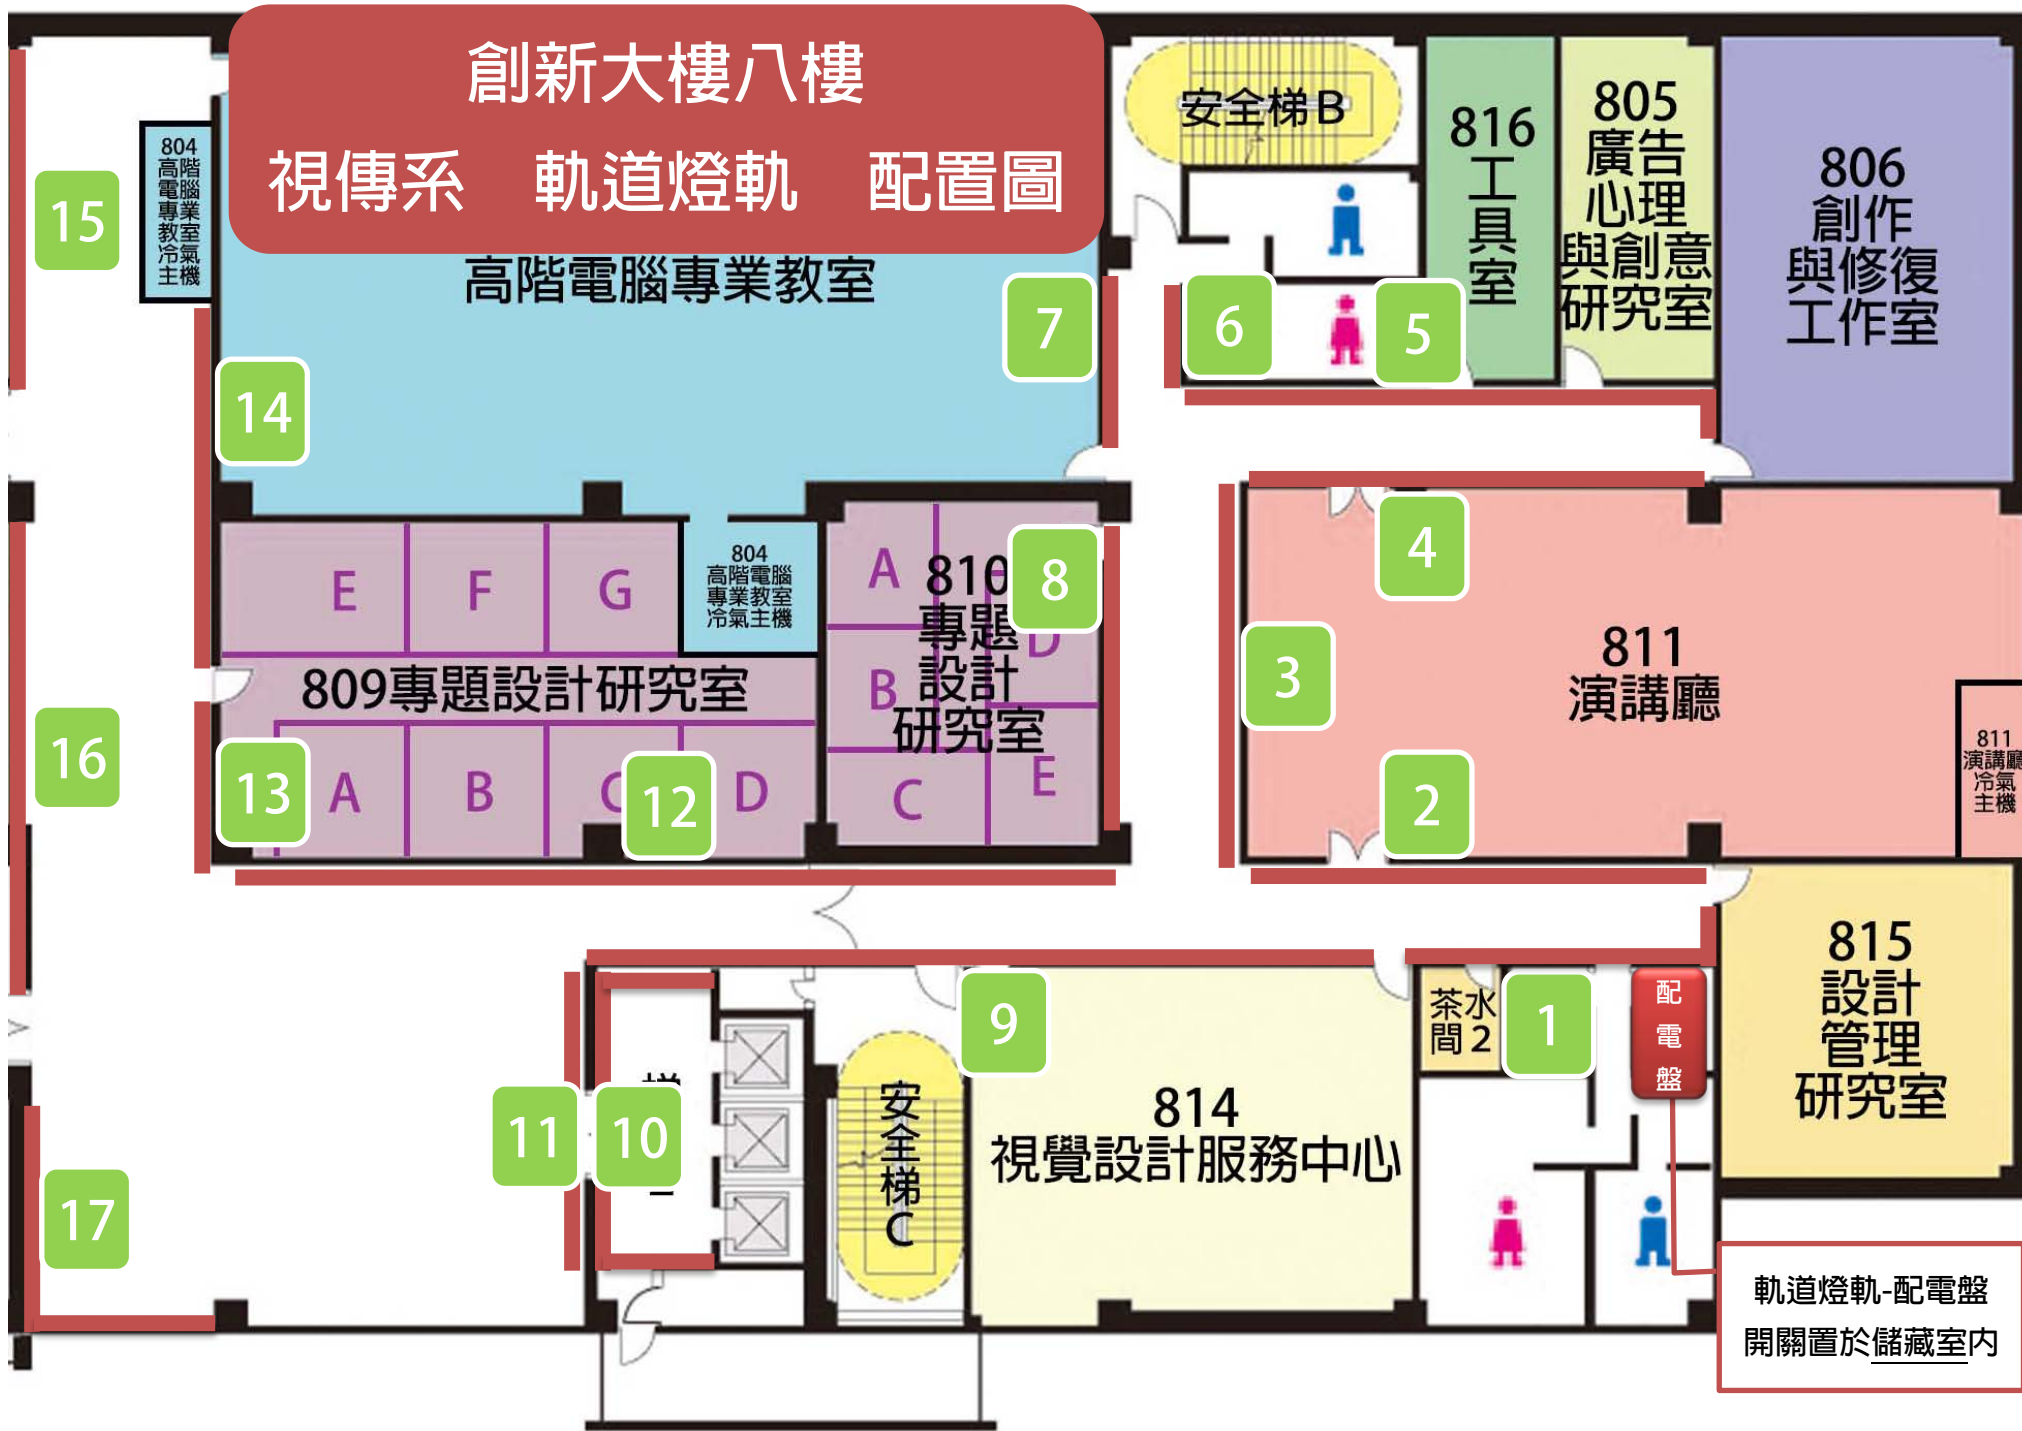 創新大樓八樓
視傳系 軌道燈軌 配置圖
高階電腦專業教室
804
高階
電腦
專業
教室
冷氣
主機
15
14
7
安全梯B
6
5
816
工
具
室
805
廣告
心理
與創意
研究室
806
創作
與修復
工作室
E
F
G
804
高階電腦
專業教室
冷氣主機
809專題設計研究室
A
B
C
D
13
12
16
A
B
C
D
E
810
專題
設計
研究室
8
4
3
2
811
演講廳
811
演講廳
冷氣
主機
815
設計
管理
研究室
9
茶水
間2
1
配
電
盤
11
10
安
全
梯
C
814
視覺設計服務中心
17
軌道燈軌-配電盤
開關置於儲藏室內